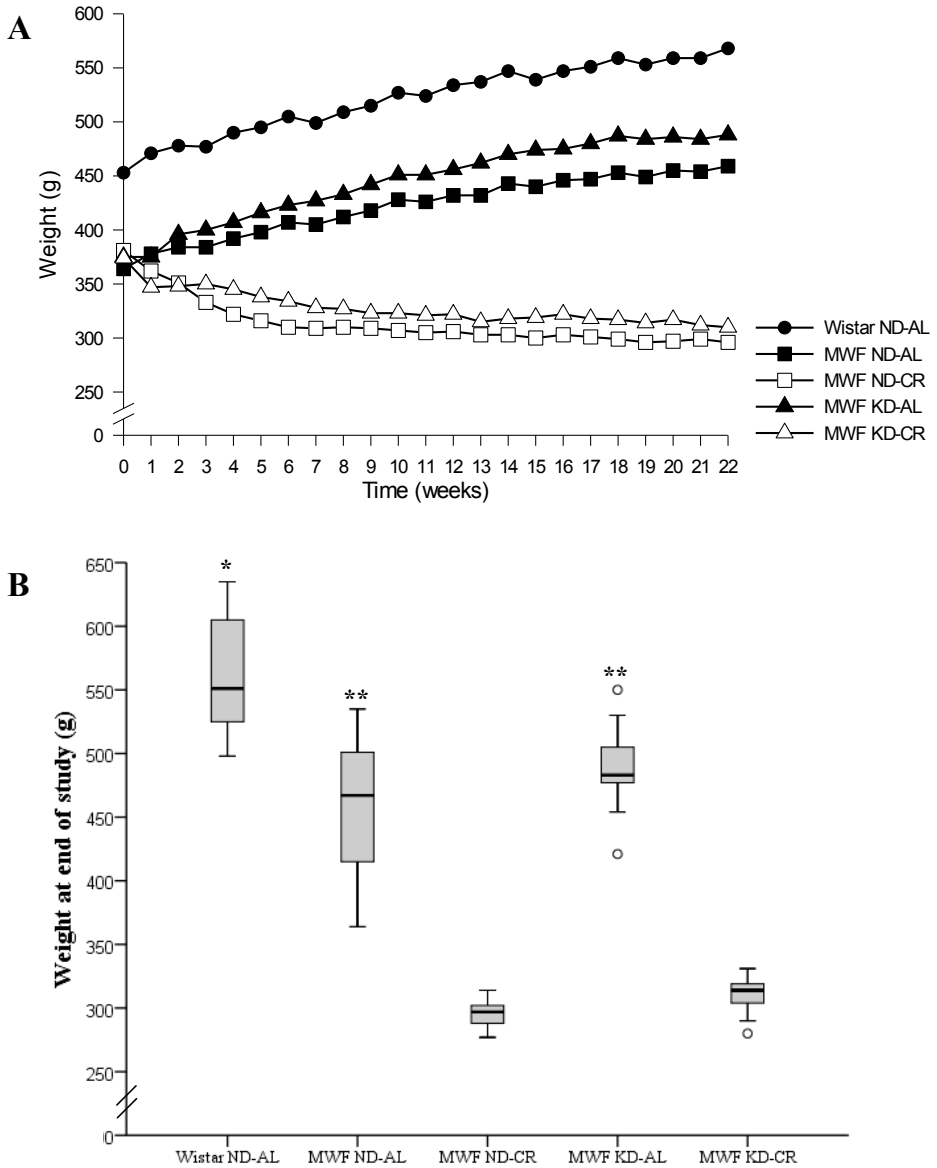 A
600
550
500
450
400
350
300
250
0
Weight (g)
0 1 2 3 4 5 6 7 8 9 10 11 12 13 14 15 16 17 18 19 20 21 22
Time (weeks)
Wistar ND-AL
MWF ND-AL
MWF ND-CR
MWF KD-AL
MWF KD-CR
B
650
600
550
500
450
400
350
300
250
0
Weight at end of study (g)
*
**
**
Wistar ND-AL MWF ND-AL MWF ND-CR MWF KD-AL MWF KD-CR